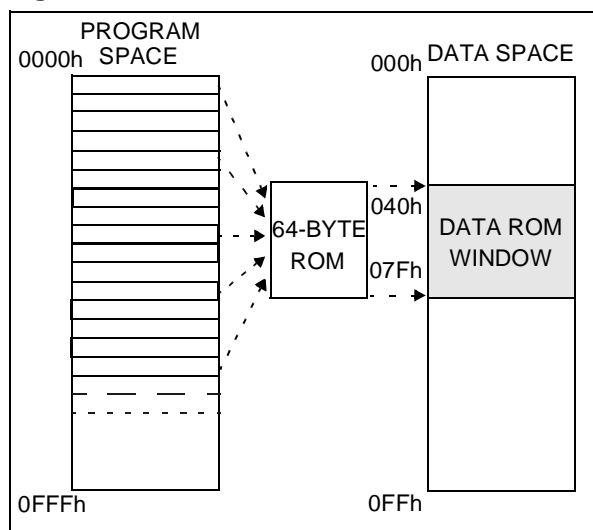 PROGRAM
SPACE
0000h
000h
DATA SPACE
64-BYTE
ROM
040h
07Fh
DATA ROM
WINDOW
0FFFh
0FFh